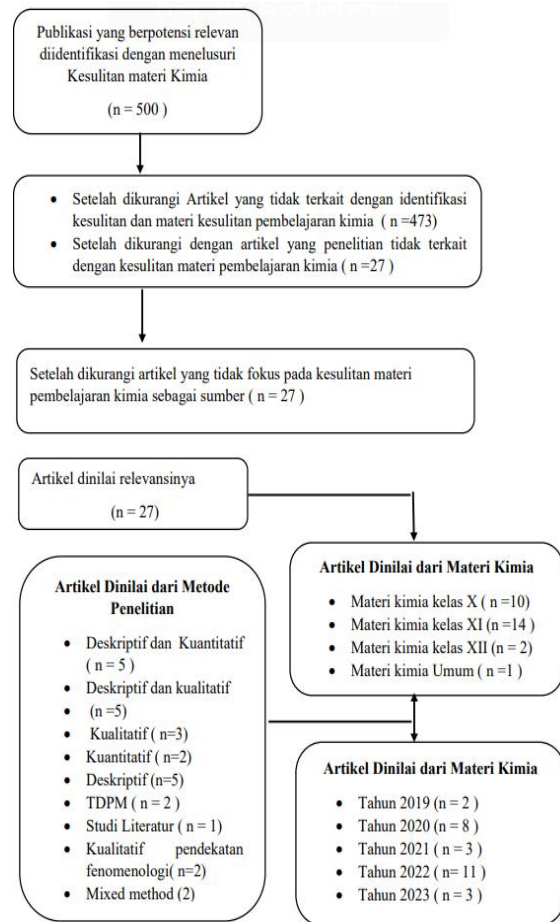 Publikasi yang berpotensi relevan
diidentifikasi dengan menelusuri
Kesulitan materi Kimia
(n = 500 )
• Setelah dikurangi Artikel yang tidak terkait dengan identifikasi
kesulitan dan materi kesulitan pembelajaran kimia ( n =473)
• Setelah dikurangi dengan artikel yang penelitian tidak terkait
dengan kesulitan materi pembelajaran kimia ( n =27 )
Setelah dikurangi artikel yang tidak fokus pada kesulitan materi
pembelajaran kimia sebagai sumber ( n = 27 )
Artikel dinilai relevansinya
(n = 27)
Artikel Dinilai dari Materi Kimia
• Materi kimia kelas X ( n =10)
• Materi kimia kelas XI (n =14 )
• Materi kimia kelas XII (n = 2)
• Materi kimia Umum ( n =1 )
Artikel Dinilai dari Metode
Penelitian
• Deskriptif dan Kuantitatif
( n = 5 )
• Deskriptif dan kualitatif
• (n =5)
• Kualitatif ( n=3)
• Kuantitatif ( n=2)
• Deskriptif (n=5)
• TDPM ( n = 2 )
• Studi Literatur ( n = 1)
• Kualitatif pendekatan
fenomenologi( n=2)
• Mixed method (2)
Artikel Dinilai dari Materi Kimia
• Tahun 2019 (n = 2 )
• Tahun 2020 (n = 8 )
• Tahun 2021 ( n = 3 )
• Tahun 2022 ( n= 11 )
• Tahun 2023 ( n = 3 )